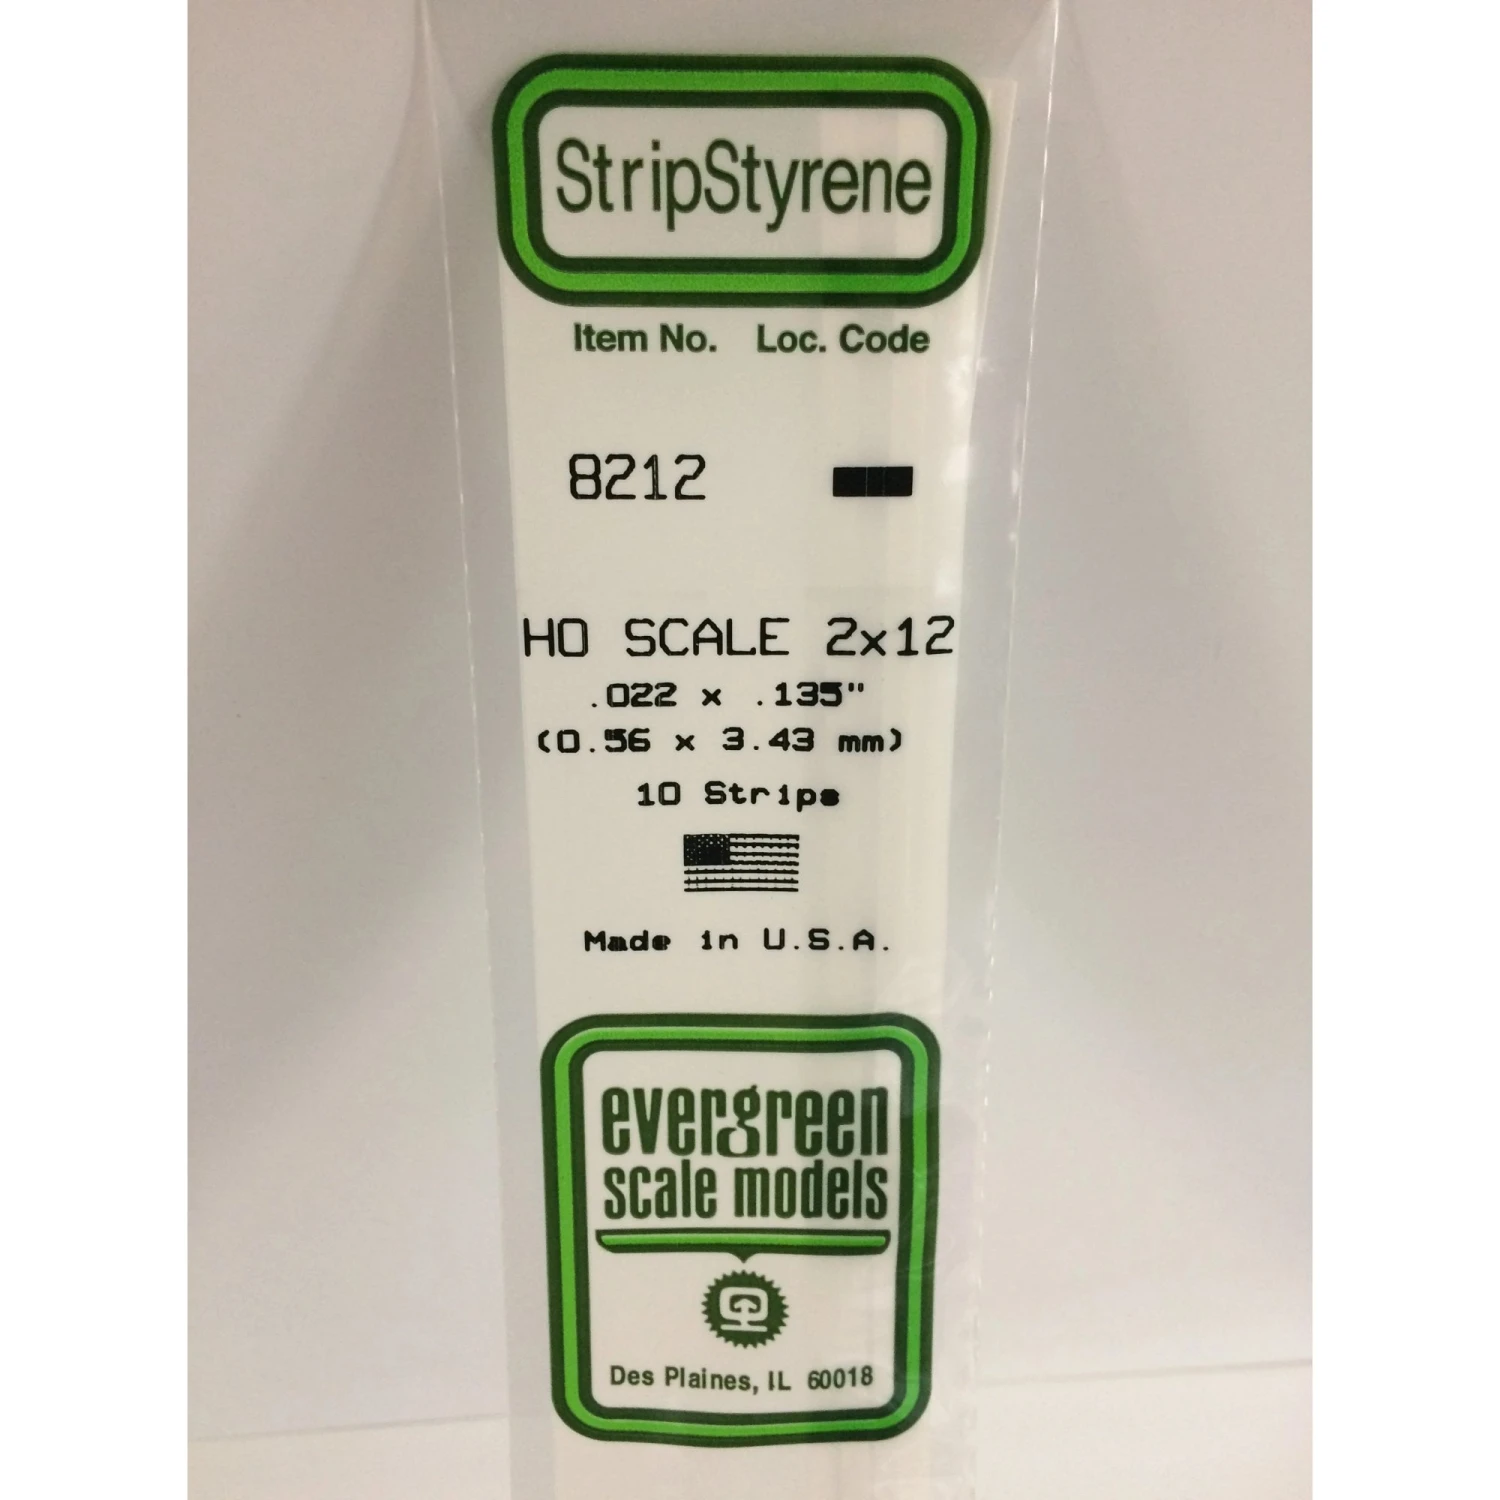 StripStyrene
Item No. Loc. Code
8212
HO SCALE 2x12
.022 x .135"
(0.56 x 3.43 mm)
10 Strips
Made in U.S.A.
evergreen
scale models
Des Plaines, IL 60018